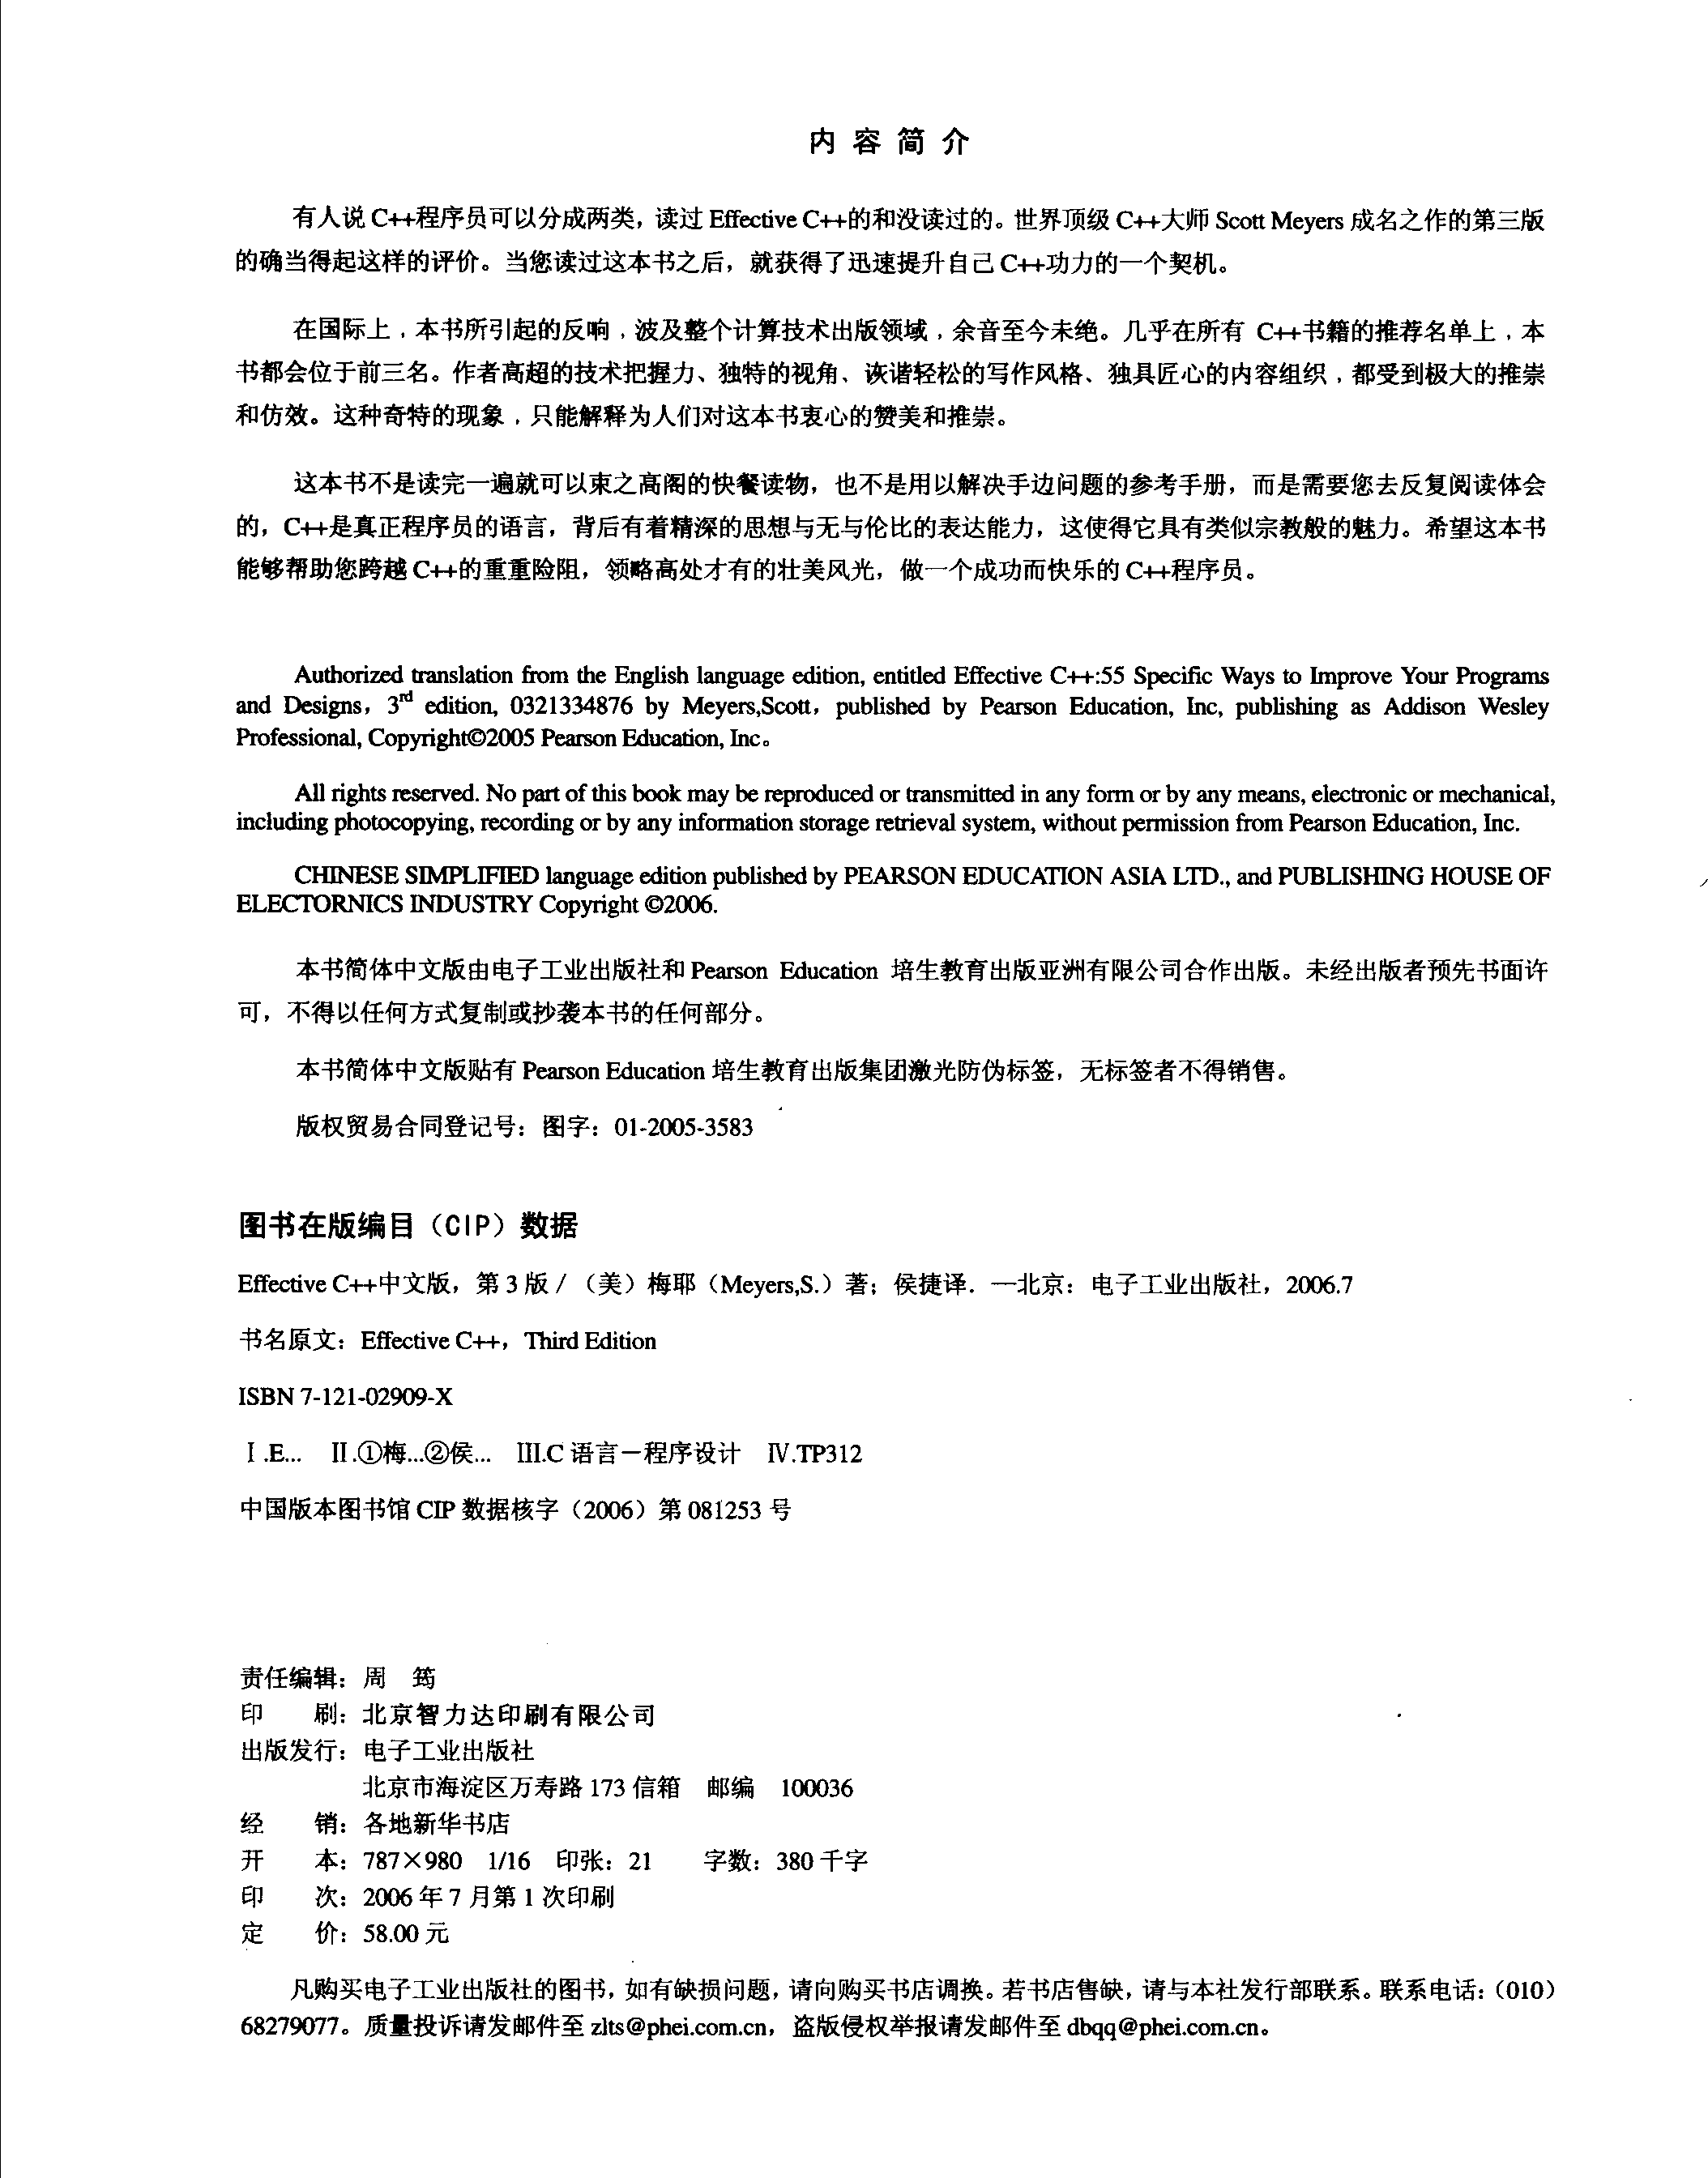 内 容 简 介
有人说 C++程序员可以分成两类，读过 Effective C++的和没读过的。世界顶级 C++大师 Scott Meyers 成名之作的第三版
的确当得起这样的评价。当您读过这本书之后，就获得了迅速提升自己 C++功力的一个契机。
在国际上，本书所引起的反响，波及整个计算技术出版领域，余音至今未绝。几乎在所有 C++书籍的推荐名单上，本
书都会位于前三名。作者高超的技术把握力、独特的视角、诙谐轻松的写作风格、独具匠心的内容组织，都受到极大的推崇
和仿效。这种奇特的现象，只能解释为人们对这本书衷心的赞美和推崇。
这本书不是读完一遍就可以束之高阁的快餐读物，也不是用以解决手边问题的参考手册，而是需要您去反复阅读体会
的，C++是真正程序员的语言，背后有着精深的思想与无与伦比的表达能力，这使得它具有类似宗教般的魅力。希望这本书
能够帮助您跨越 C++的重重险阻，领略高处才有的壮美风光，做一个成功而快乐的 C++程序员。
Authorized translation from the English language edition, entitled Effective C++:55 Specific Ways to Improve Your Programs
and Designs，3rd edition, 0321334876 by Meyers,Scott，published by Pearson Education, Inc, publishing as Addison Wesley
Professional, Copyright©2005 Pearson Education, Inc。
All rights reserved. No part of this book may be reproduced or transmitted in any form or by any means, electronic or mechanical,
including photocopying, recording or by any information storage retrieval system, without permission from Pearson Education, Inc.
CHINESE SIMPLIFIED language edition published by PEARSON EDUCATION ASIA LTD., and PUBLISHING HOUSE OF
ELECTORNICS INDUSTRY Copyright ©2006.
本书简体中文版由电子工业出版社和 Pearson Education 培生教育出版亚洲有限公司合作出版。未经出版者预先书面许
可，不得以任何方式复制或抄袭本书的任何部分。
本书简体中文版贴有 Pearson Education 培生教育出版集团激光防伪标签，无标签者不得销售。
版权贸易合同登记号：图字：01-2005-3583
图书在版编目（CIP）数据
Effective C++中文版，第 3 版 / （美）梅耶（Meyers,S.）著；侯捷译．—北京：电子工业出版社，2006.7
书名原文：Effective C++，Third Edition
ISBN 7-121-02909-X
Ⅰ.E... Ⅱ.①梅...②侯... III.C 语言－程序设计 Ⅳ.TP312
中国版本图书馆 CIP 数据核字（2006）第 081253 号
责任编辑：周 筠
印 刷：北京智力达印刷有限公司
出版发行：电子工业出版社
北京市海淀区万寿路 173 信箱 邮编 100036
经 销：各地新华书店
开 本：787×980 1/16 印张：21 字数：380 千字
印 次：2006 年 7 月第 1 次印刷
定 价：58.00 元
凡购买电子工业出版社的图书，如有缺损问题，请向购买书店调换。若书店售缺，请与本社发行部联系。联系电话：（010）
68279077。质量投诉请发邮件至 zlts@phei.com.cn，盗版侵权举报请发邮件至 dbqq@phei.com.cn。